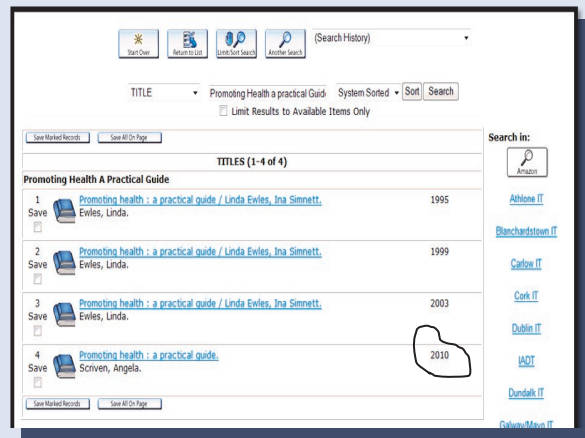 Start Over Return to List Limit/Sort Search Another Search (Search History)
TITLE Promoting Health a practical Guid System Sorted Sort Search
Limit Results to Available Items Only
Save Marked Records Save All On Page
Search in:
TITLES (1-4 of 4)
Amazon
Promoting Health A Practical Guide
1 Promoting health : a practical guide / Linda Ewles, Ina Simnett. 1995
Save Ewles, Linda.
Athlone IT
Blanchardstown IT
2 Promoting health : a practical guide / Linda Ewles, Ina Simnett. 1999
Save Ewles, Linda.
Carlow IT
Cork IT
3 Promoting health : a practical guide / Linda Ewles, Ina Simnett. 2003
Save Ewles, Linda.
Dublin IT
4 Promoting health : a practical guide. 2010
Save Scriven, Angela.
IADT
Dundalk IT
Save Marked Records Save All On Page
Galway/Mayo IT